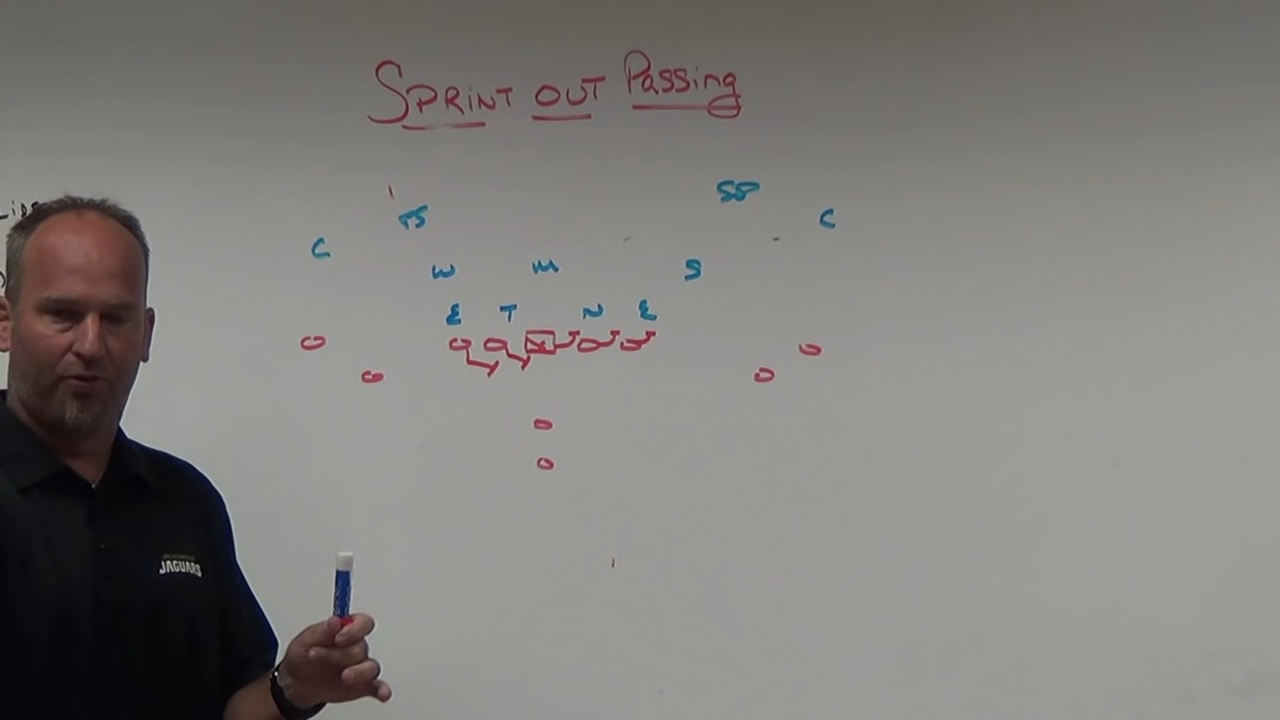 SPRINT OUT Passing
SS
FS
C
C
W M S
E T N E
JAGUARS